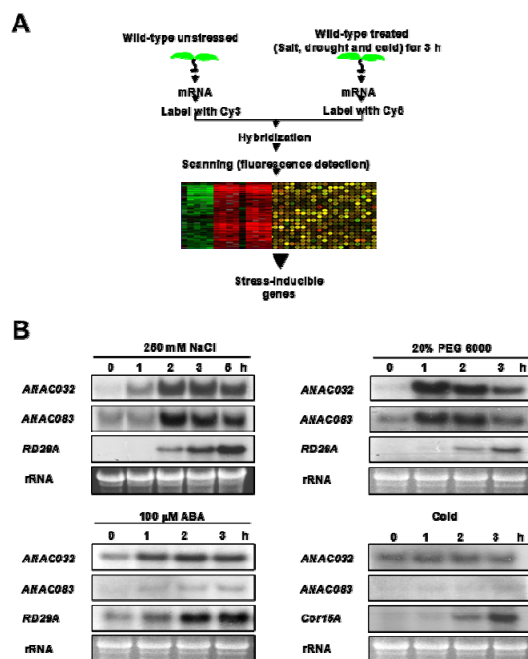 A
Wild-type unstressed
Wild-type treated
(Salt, drought and cold) for 3 h
mRNA
mRNA
Label with Cy3
Label with Cy5
Hybridization
Scanning (fluorescence detection)
Stress-inducible
genes
B
250 mM NaCl
0 1 2 3 5 h
ANAC032
ANAC083
RD29A
rRNA
20% PEG 6000
0 1 2 3 h
ANAC032
ANAC083
RD29A
rRNA
100 µM ABA
0 1 2 3 h
ANAC032
ANAC083
RD29A
rRNA
Cold
0 1 2 3 h
ANAC032
ANAC083
Cor15A
rRNA